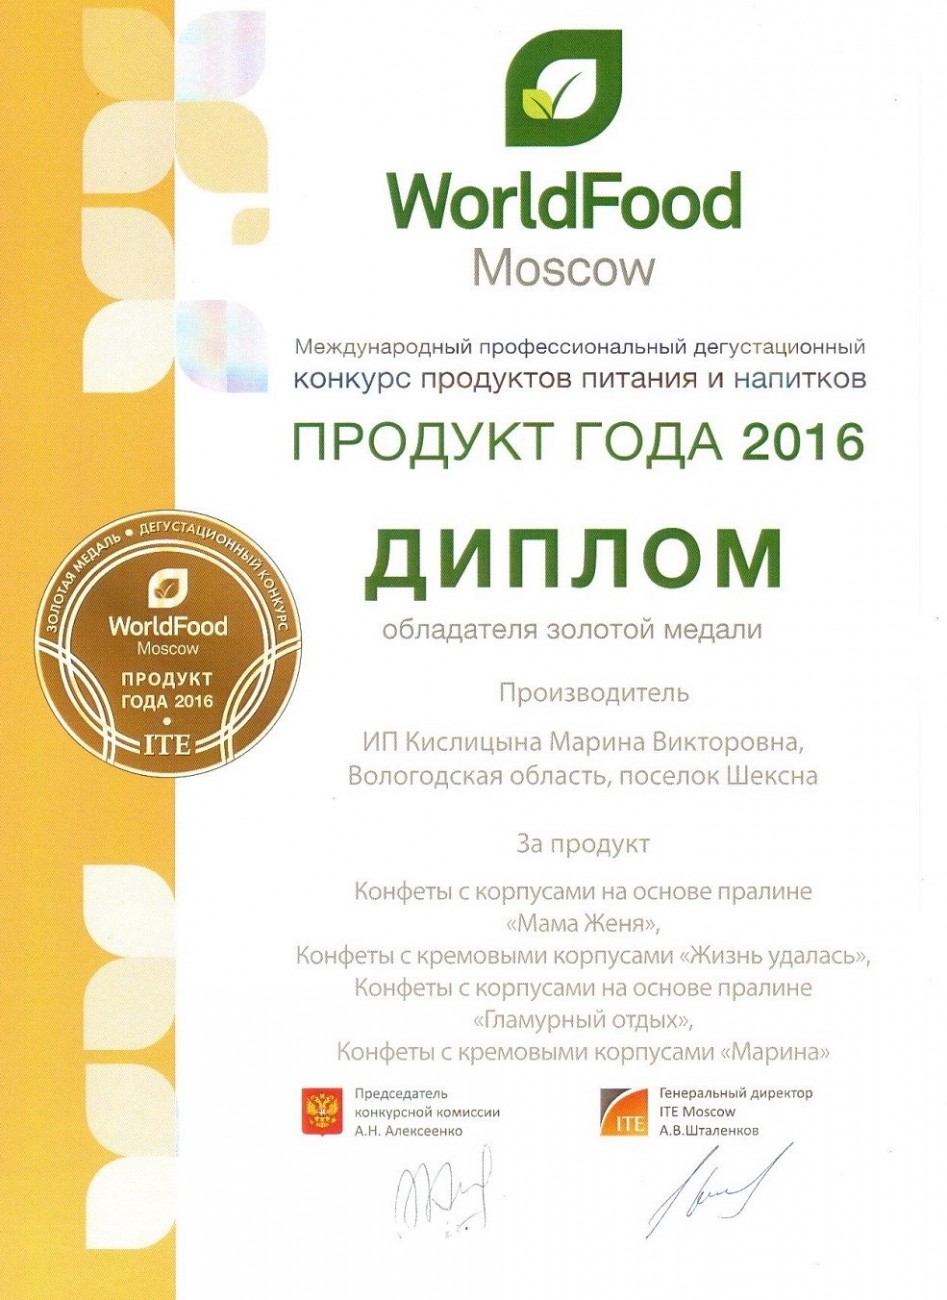 WorldFood
Moscow
Международный профессиональный дегустационный
конкурс продуктов питания и напитков
ПРОДУКТ ГОДА 2016
ДИПЛОМ
обладателя золотой медали
ЗОЛОТАЯ МЕДАЛЬ • ДЕГУСТАЦИОННЫЙ КОНКУРС
WorldFood
Moscow
ПРОДУКТ
ГОДА 2016
ITE
Производитель
ИП Кислицына Марина Викторовна,
Вологодская область, поселок Шексна
За продукт
Конфеты с корпусами на основе пралине
«Мама Женя»,
Конфеты с кремовыми корпусами «Жизнь удалась»,
Конфеты с корпусами на основе пралине
«Гламурный отдых»,
Конфеты с кремовыми корпусами «Марина»
Председатель
конкурсной комиссии
А.Н. Алексеенко
ITE
Генеральный директор
ITE Moscow
А.В.Шталенков